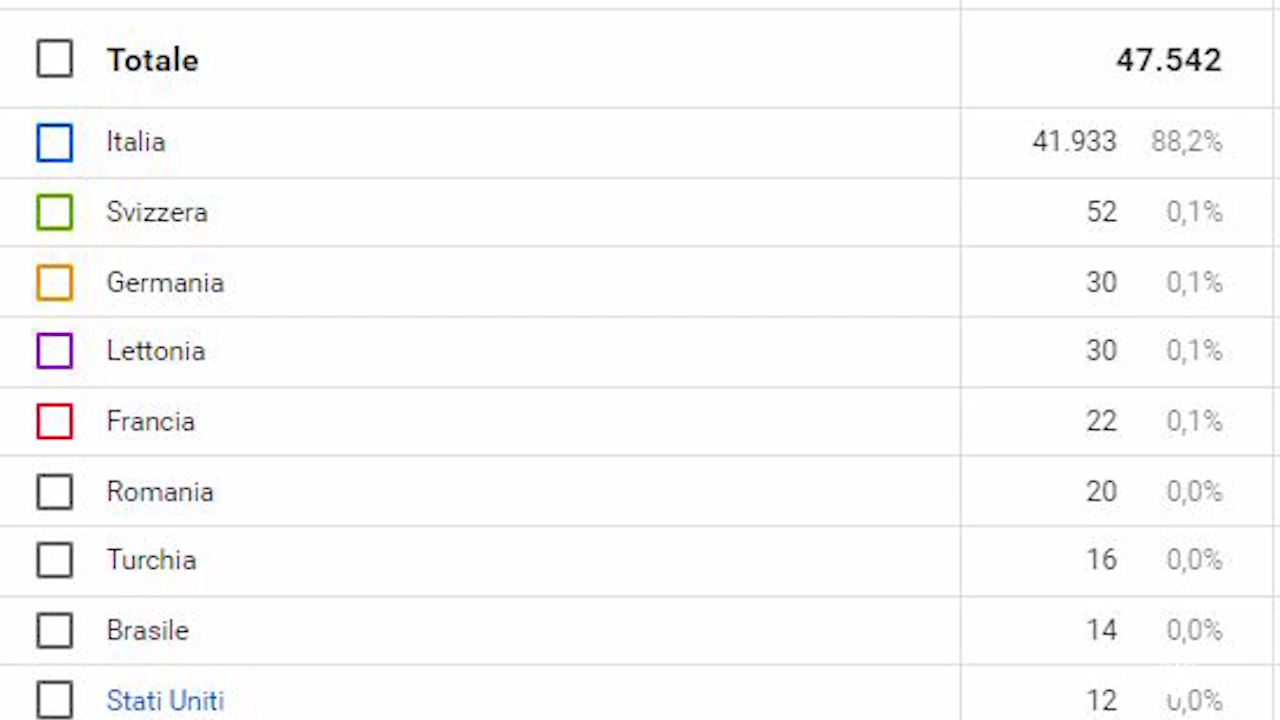 Totale 47.542
Italia 41.933 88,2%
Svizzera 52 0,1%
Germania 30 0,1%
Lettonia 30 0,1%
Francia 22 0,1%
Romania 20 0,0%
Turchia 16 0,0%
Brasile 14 0,0%
Stati Uniti 12 0,0%